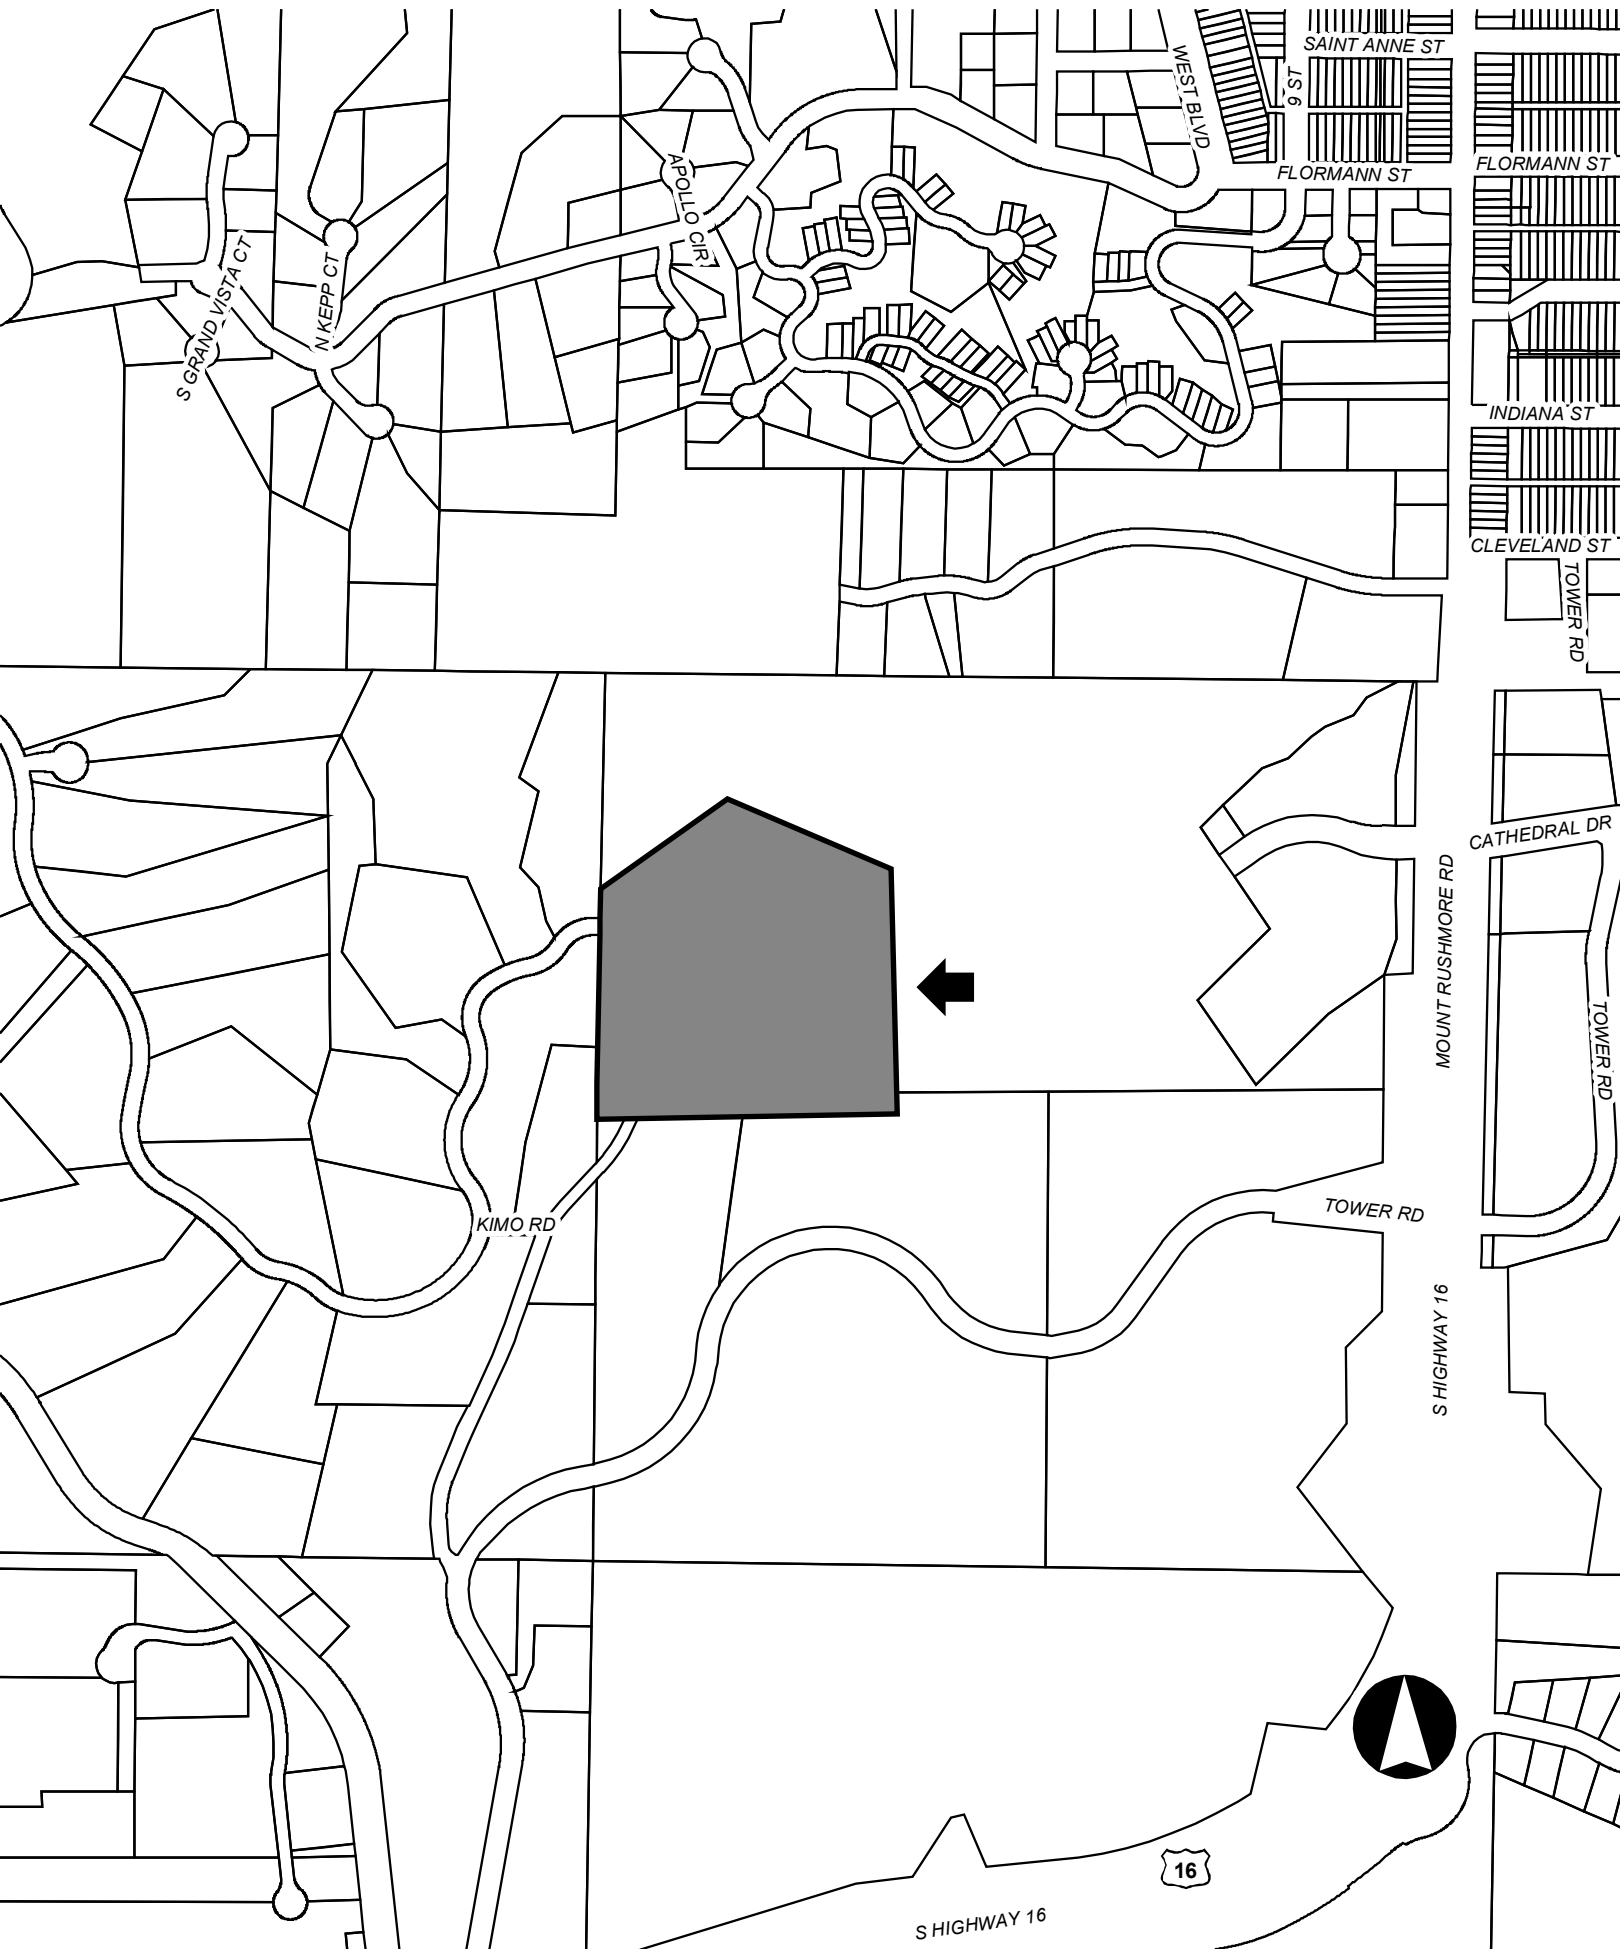 SAINT ANNE ST
9 ST
WEST BLVD
FLORMANN ST
FLORMANN ST
APOLLO CIR
S GRAND VISTA CT
N KEPP CT
INDIANA ST
CLEVELAND ST
TOWER RD
CATHEDRAL DR
MOUNT RUSHMORE RD
TOWER RD
KIMO RD
TOWER RD
S HIGHWAY 16
16
S HIGHWAY 16